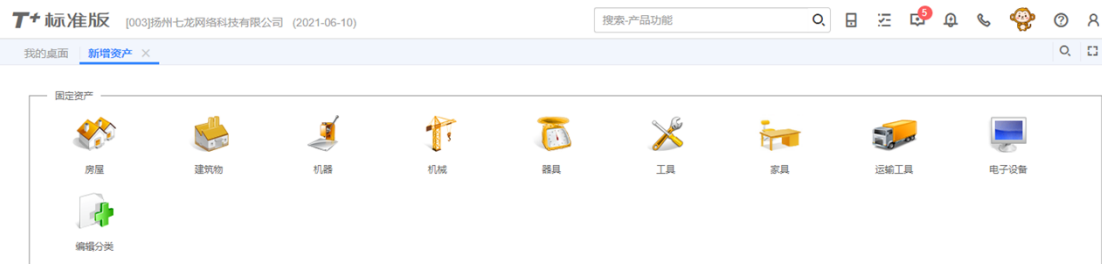 T+ 标准版 [003]扬州七龙网络科技有限公司 (2021-06-10) 搜索-产品功能 5
我的桌面 新增资产
固定资产
房屋 建筑物 机器 机械 器具 工具 家具 运输工具 电子设备
编辑分类